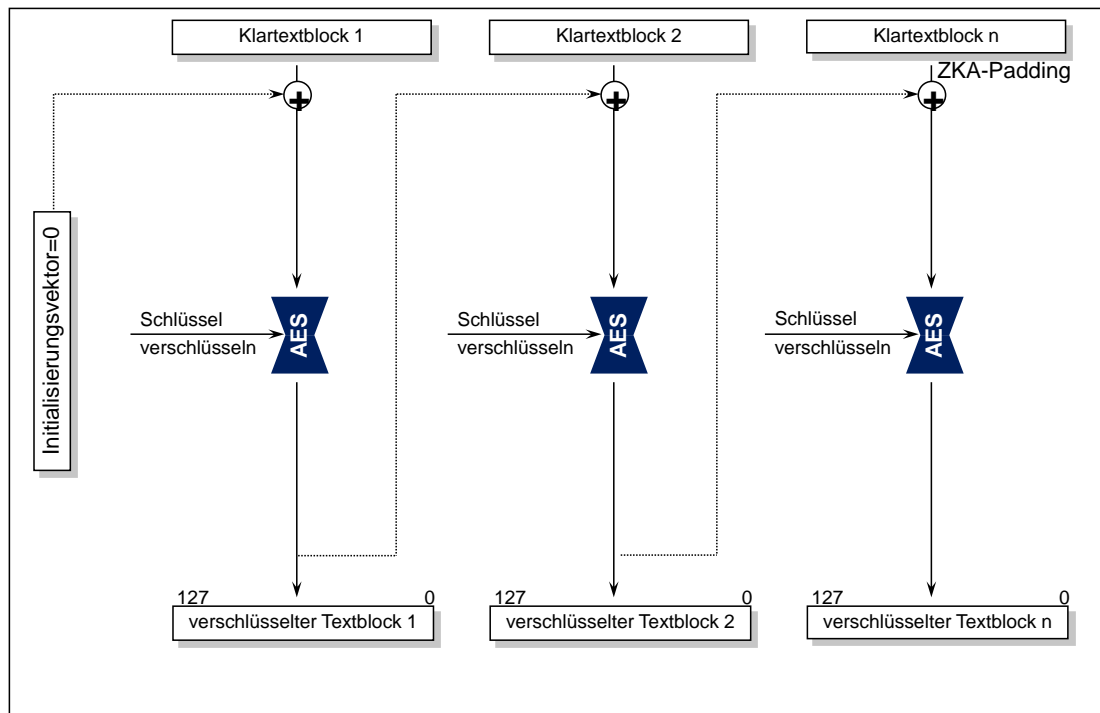 Klartextblock 1
Klartextblock 2
Klartextblock n
ZKA-Padding
+
+
+
Initialisierungsvektor=0
Schlüssel
verschlüsseln
AES
Schlüssel
verschlüsseln
AES
Schlüssel
verschlüsseln
AES
127 0
verschlüsselter Textblock 1
127 0
verschlüsselter Textblock 2
127 0
verschlüsselter Textblock n